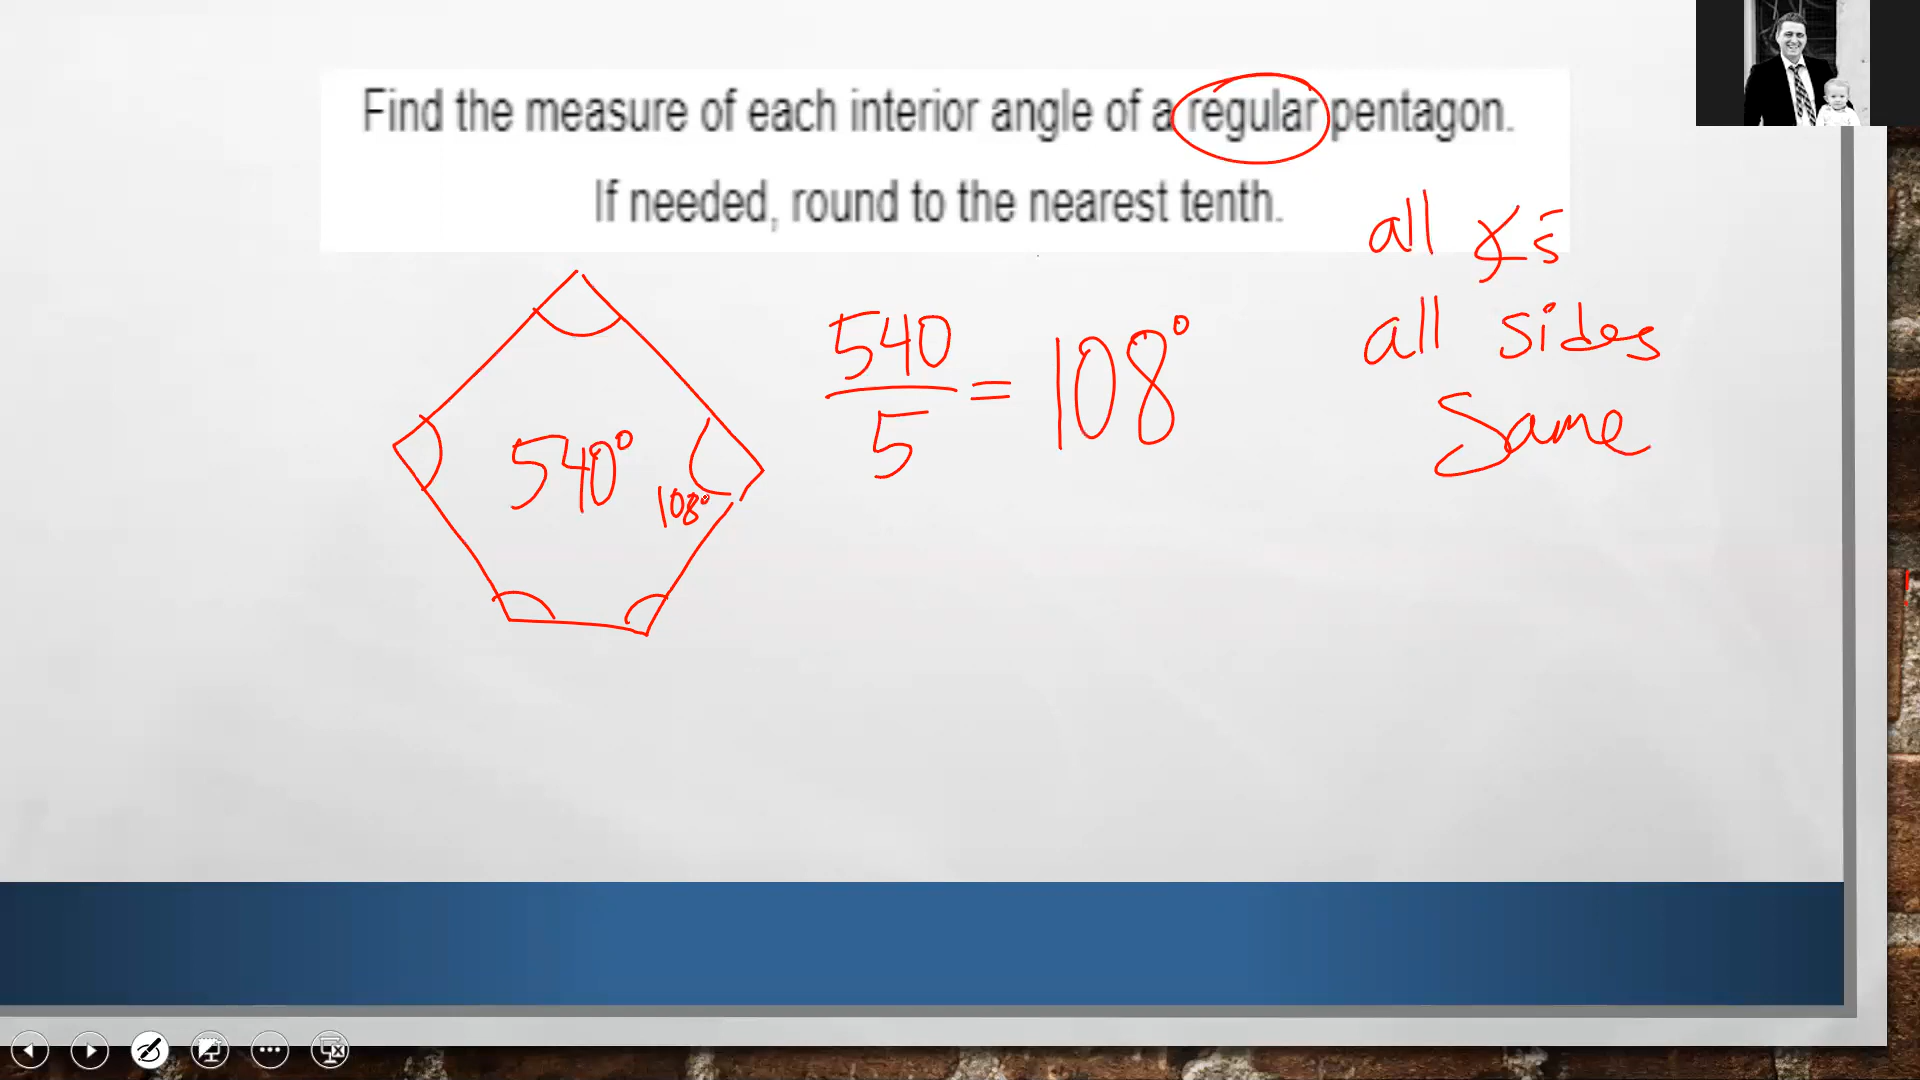 Find the measure of each interior angle of a regular pentagon.
If needed, round to the nearest tenth.
all ∡s
all sides
Same
540
5
= 108°
540°
108°